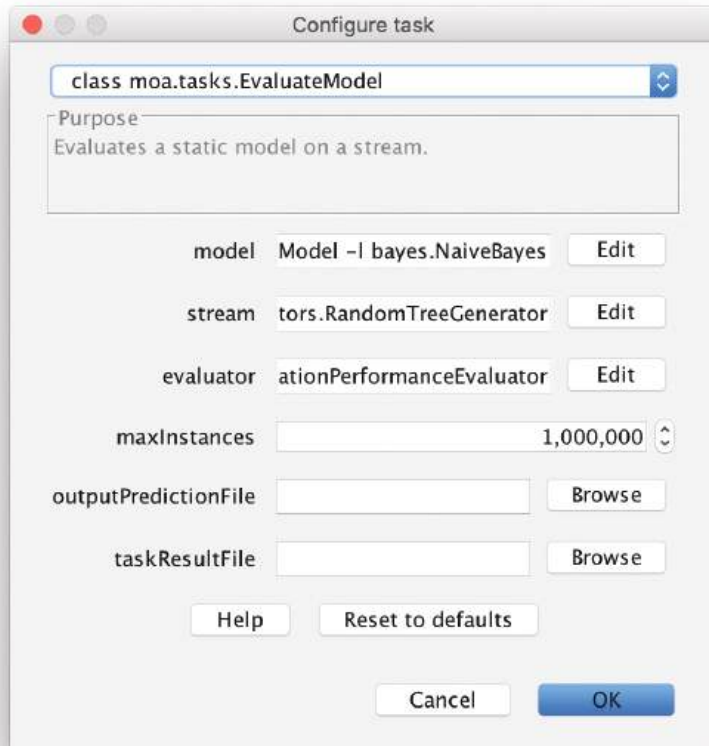 Configure task
class moa.tasks.EvaluateModel
Purpose
Evaluates a static model on a stream.
model Model -l bayes.NaiveBayes Edit
stream tors.RandomTreeGenerator Edit
evaluator ationPerformanceEvaluator Edit
maxInstances 1,000,000
outputPredictionFile Browse
taskResultFile Browse
Help Reset to defaults
Cancel OK